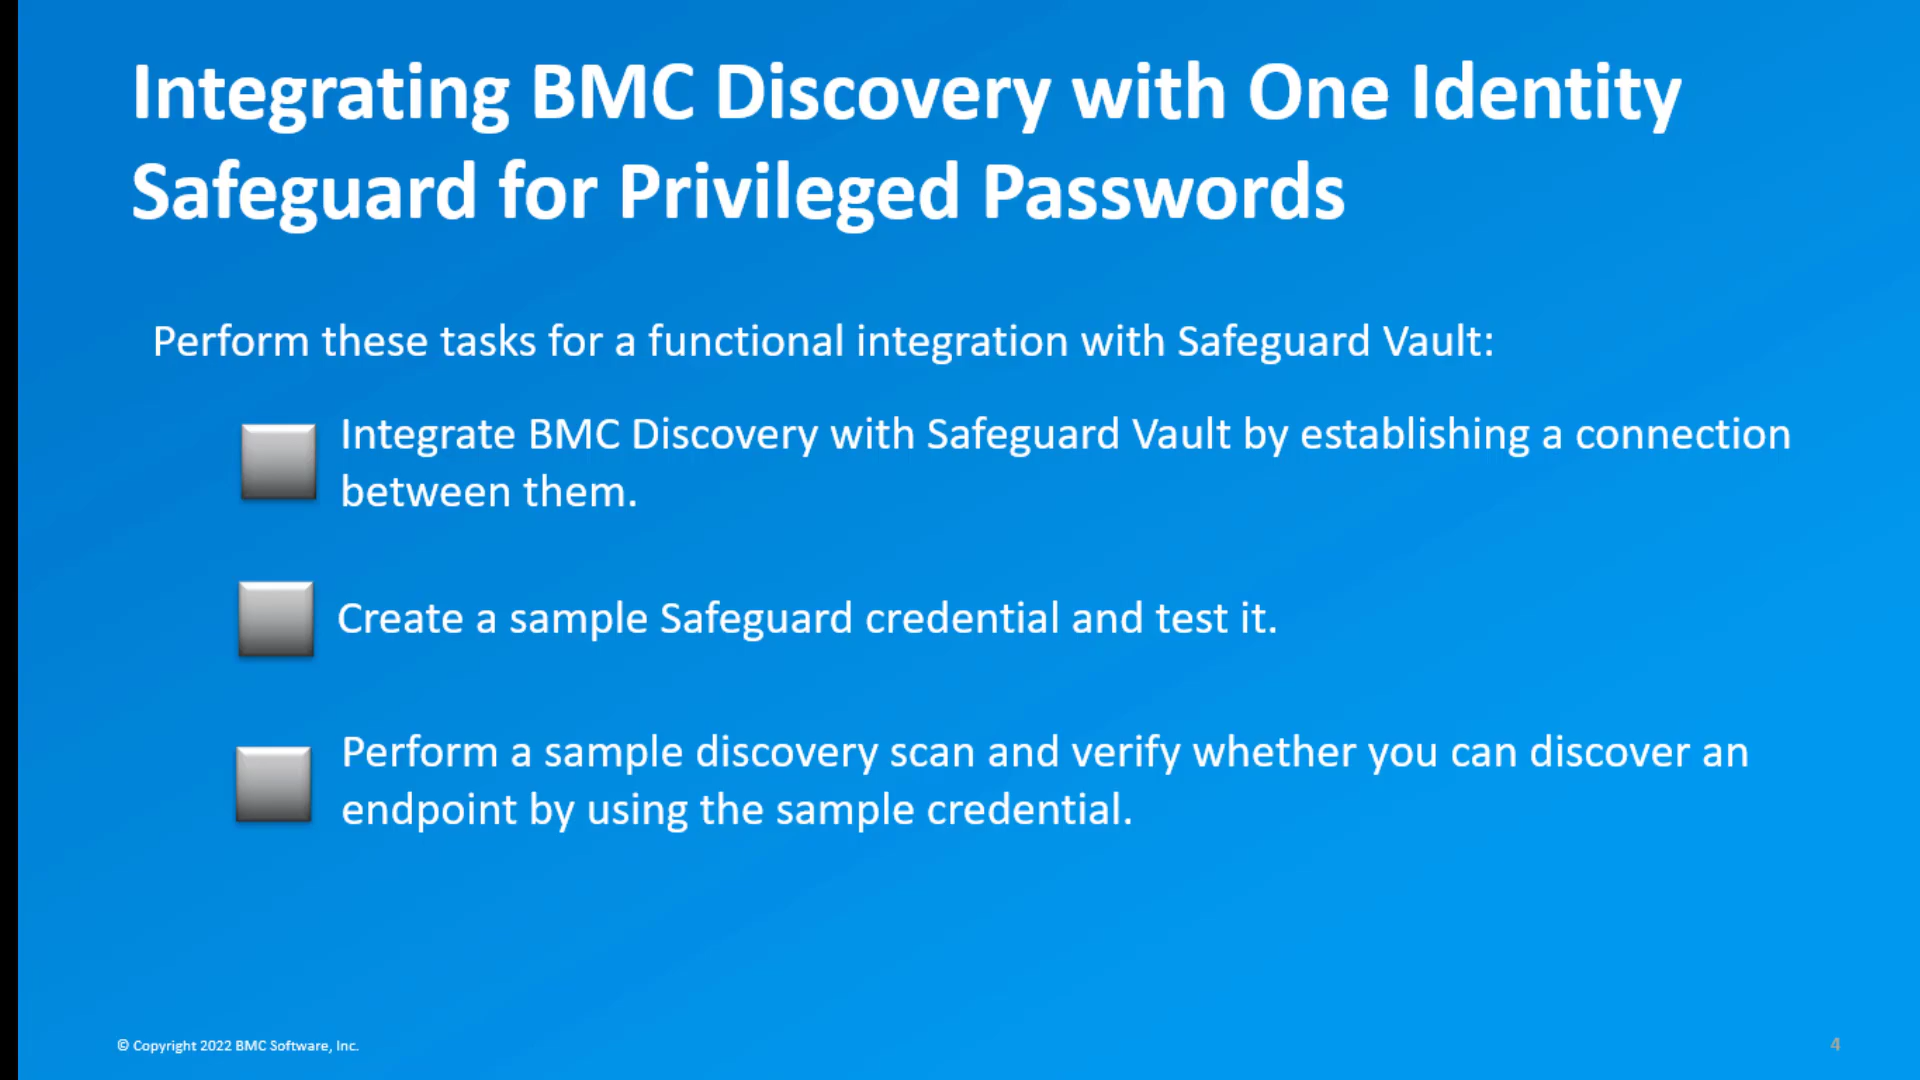 Integrating BMC Discovery with One Identity
Safeguard for Privileged Passwords
Perform these tasks for a functional integration with Safeguard Vault:
Integrate BMC Discovery with Safeguard Vault by establishing a connection
between them.
Create a sample Safeguard credential and test it.
Perform a sample discovery scan and verify whether you can discover an
endpoint by using the sample credential.
© Copyright 2022 BMC Software, Inc.
4